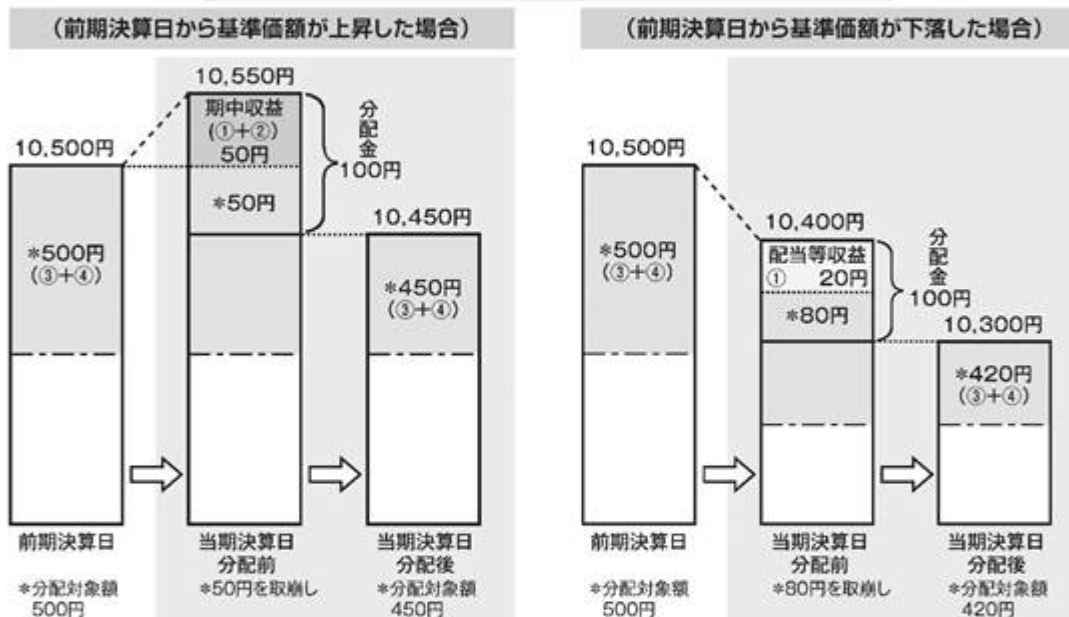 (前期決算日から基準価額が上昇した場合)
10,550円
期中収益
(①+②)
50円
分配金
100円
10,500円
*50円
10,450円
*500円
(③+④)
*450円
(③+④)
前期決算日
当期決算日
分配前
当期決算日
分配後
*分配対象額
500円
*50円を取崩し
*分配対象額
450円
(前期決算日から基準価額が下落した場合)
10,500円
10,400円
配当等収益
① 20円
分配金
100円
*500円
(③+④)
*80円
10,300円
*420円
(③+④)
前期決算日
当期決算日
分配前
当期決算日
分配後
*分配対象額
500円
*80円を取崩し
*分配対象額
420円